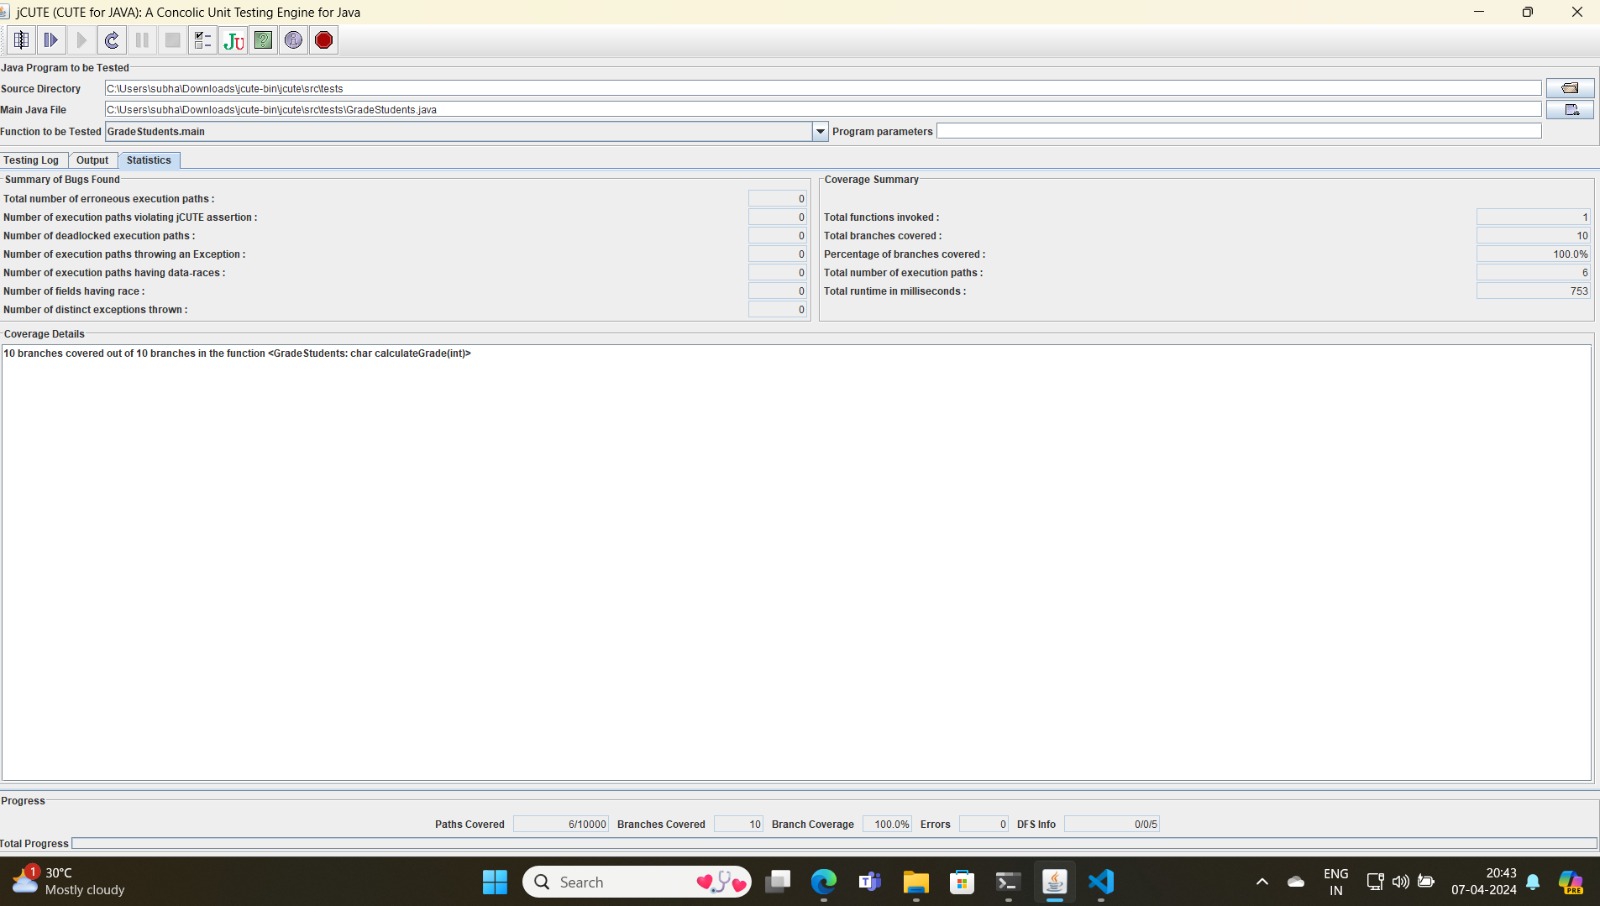 jCUTE (CUTE for JAVA): A Concolic Unit Testing Engine for Java
Ju
Java Program to be Tested
Source Directory C:\Users\subha\Downloads\jcute-bin\jcute\src\tests
Main Java File C:\Users\subha\Downloads\jcute-bin\jcute\src\tests\GradeStudents.java
Function to be Tested GradeStudents.main Program parameters
Testing Log Output Statistics
Summary of Bugs Found
Total number of erroneous execution paths : 0
Number of execution paths violating jCUTE assertion : 0
Number of deadlocked execution paths : 0
Number of execution paths throwing an Exception : 0
Number of execution paths having data-races : 0
Number of fields having race : 0
Number of distinct exceptions thrown : 0
Coverage Summary
Total functions invoked : 1
Total branches covered : 10
Percentage of branches covered : 100.0%
Total number of execution paths : 6
Total runtime in milliseconds : 753
Coverage Details
10 branches covered out of 10 branches in the function <GradeStudents: char calculateGrade(int)>
Progress
Paths Covered 6/10000 Branches Covered 10 Branch Coverage 100.0% Errors 0 DFS Info 0/0/5
Total Progress
1
30°C
Mostly cloudy
Search
ENG
IN
20:43
07-04-2024
PRE